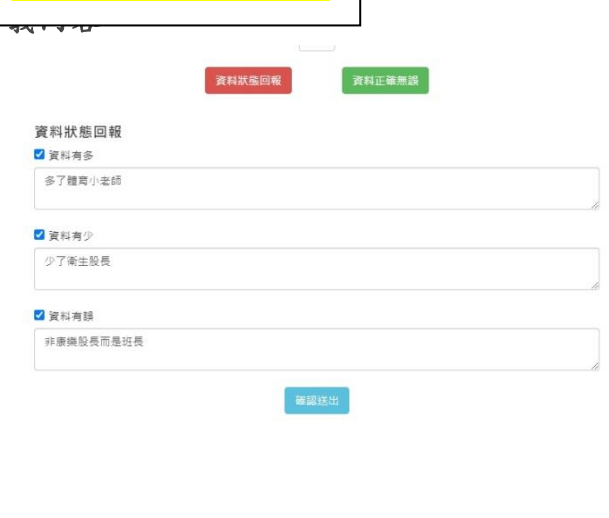 資料狀態回報
資料正確無誤
資料狀態回報
資料有多
多了體育小老師
資料有少
少了衛生股長
資料有誤
非康樂股長而是班長
確認送出